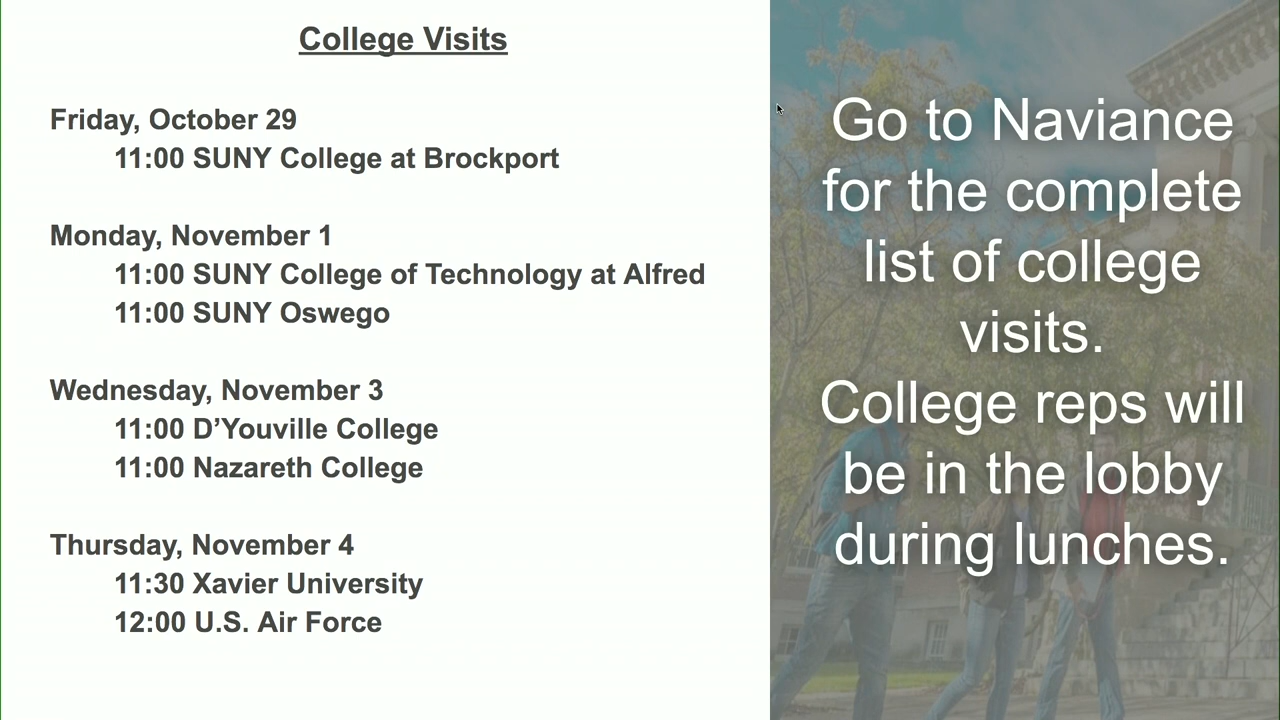 College Visits
Friday, October 29
11:00 SUNY College at Brockport
Monday, November 1
11:00 SUNY College of Technology at Alfred
11:00 SUNY Oswego
Wednesday, November 3
11:00 D’Youville College
11:00 Nazareth College
Thursday, November 4
11:30 Xavier University
12:00 U.S. Air Force
Go to Naviance
for the complete
list of college
visits.
College reps will
be in the lobby
during lunches.